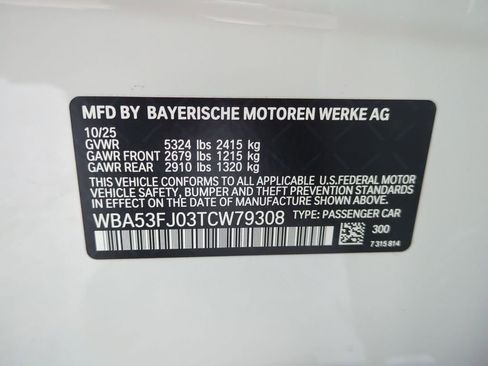 MFD BY BAYERISCHE MOTOREN WERKE AG
10/25
GVWR 5324 lbs 2415 kg
GAWR FRONT 2679 lbs 1215 kg
GAWR REAR 2910 lbs 1320 kg
THIS VEHICLE CONFORMS TO ALL APPLICABLE U.S.FEDERAL MOTOR
VEHICLE SAFETY, BUMPER, AND THEFT PREVENTION STANDARDS
IN EFFECT ON THE DATE OF MANUFACTURE SHOWN ABOVE.
WBA53FJ03TCW79308 TYPE: PASSENGER CAR
300
7 315 814